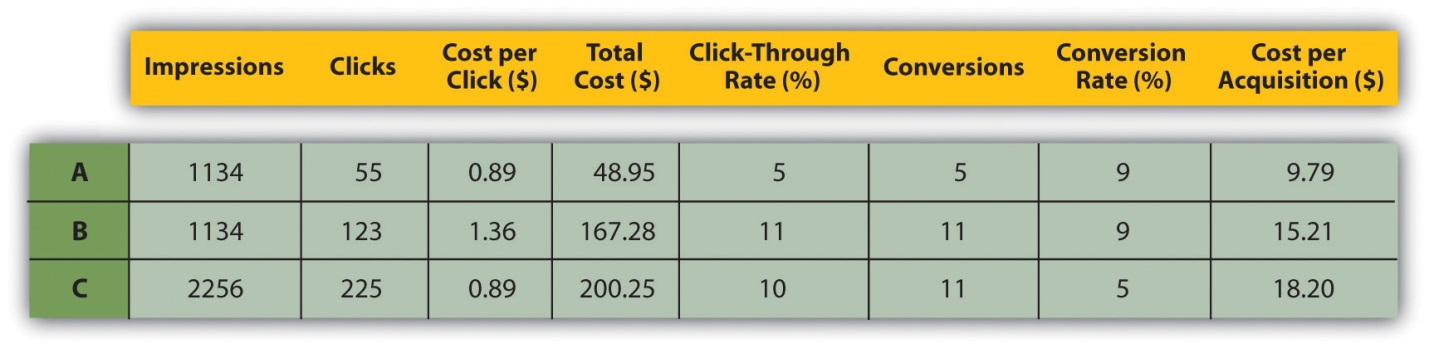 Impressions Clicks Cost per Click ($) Total Cost ($) Click-Through Rate (%) Conversions Conversion Rate (%) Cost per Acquisition ($)
A 1134 55 0.89 48.95 5 5 9 9.79
B 1134 123 1.36 167.28 11 11 9 15.21
C 2256 225 0.89 200.25 10 11 5 18.20